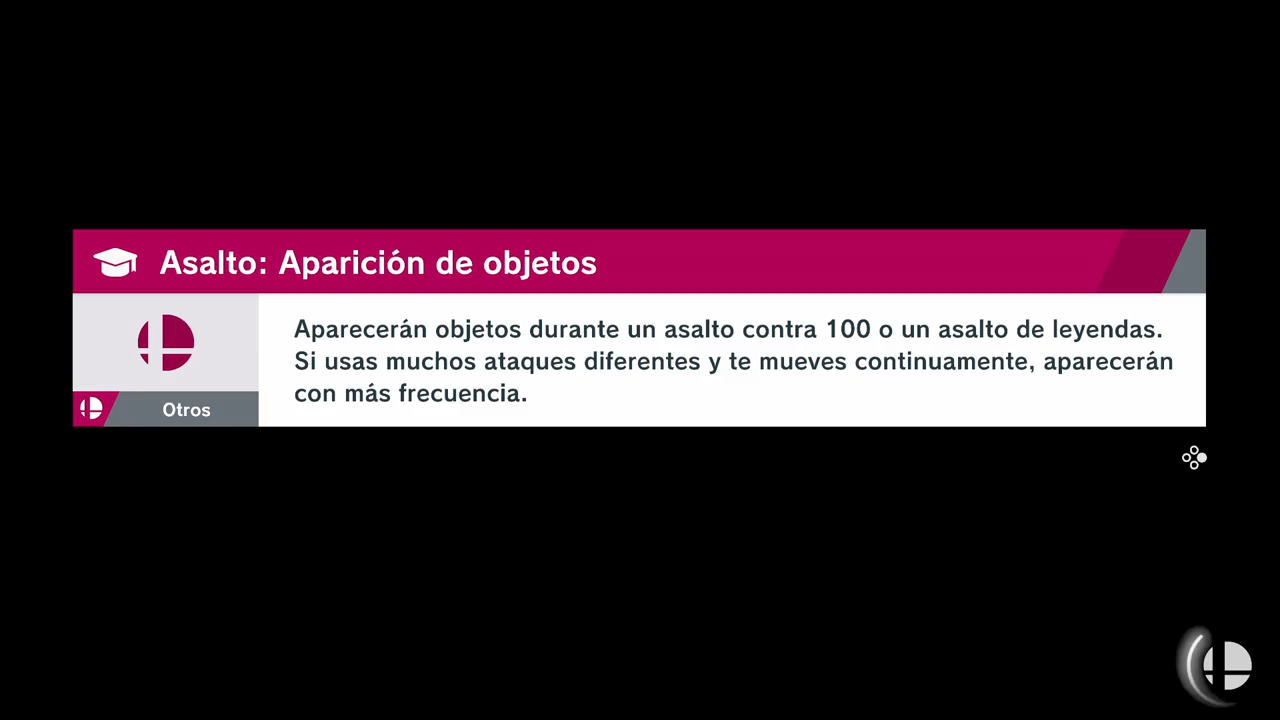 Asalto: Aparición de objetos
Aparecerán objetos durante un asalto contra 100 o un asalto de leyendas.
Si usas muchos ataques diferentes y te mueves continuamente, aparecerán
con más frecuencia.
Otros